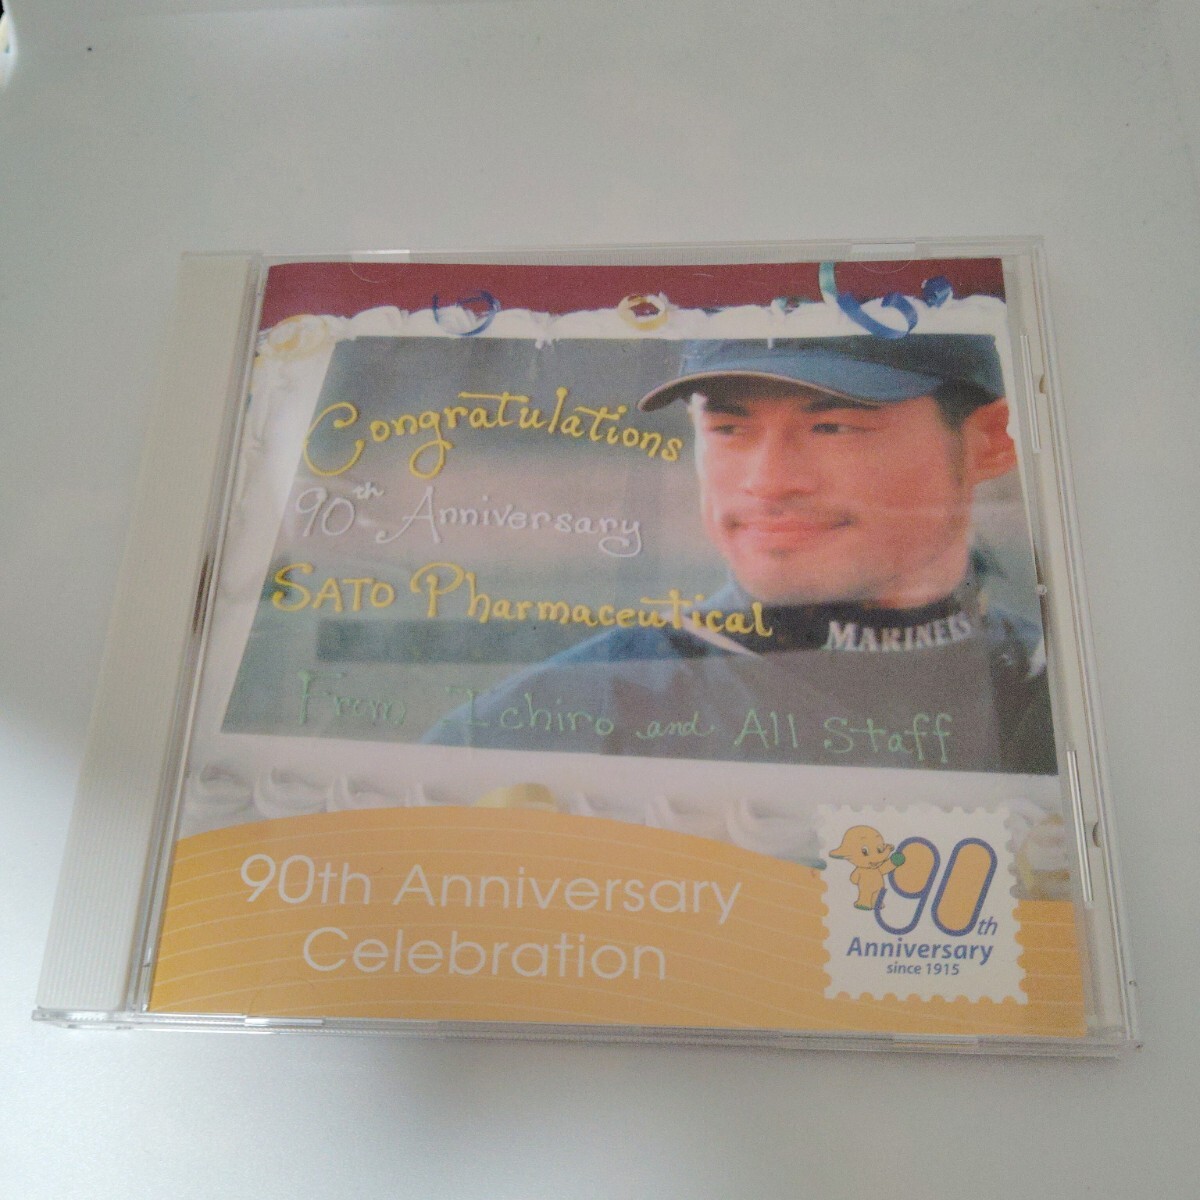 Congratulations
90th Anniversary
SATO Pharmaceutical
MARINERS
From Ichiro and All Staff
90th Anniversary
Celebration
90th
Anniversary
since 1915